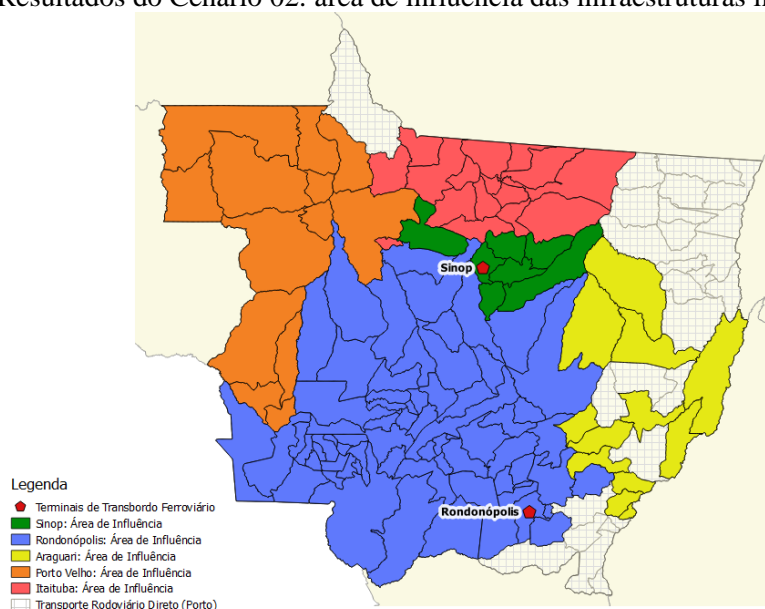 Resultados do Cenário 02: área de influência das infraestruturas
Sinop
Rondonópolis
Legenda
Terminais de Transbordo Ferroviário
Sinop: Área de Influência
Rondonópolis: Área de Influência
Araguari: Área de Influência
Porto Velho: Área de Influência
Itaituba: Área de Influência
Transporte Rodoviário Direto (Porto)